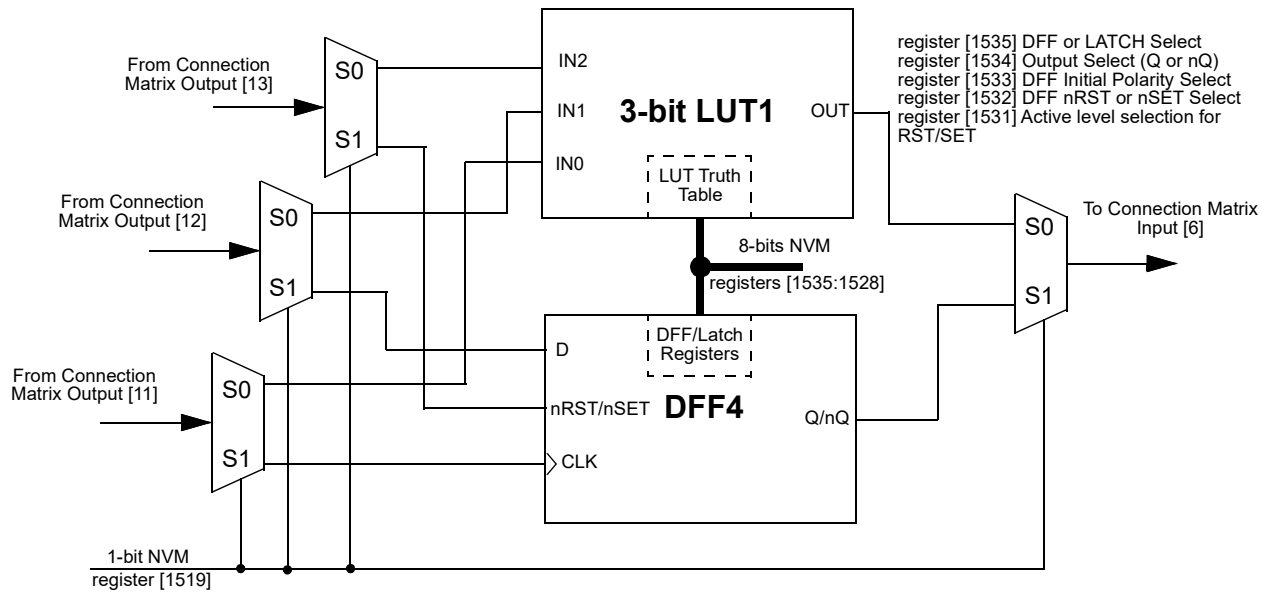 From Connection
Matrix Output [13]
S0
S1
From Connection
Matrix Output [12]
S0
S1
From Connection
Matrix Output [11]
S0
S1
1-bit NVM
register [1519]
IN2
IN1
IN0
3-bit LUT1
OUT
LUT Truth
Table
8-bits NVM
registers [1535:1528]
DFF/Latch
Registers
D
nRST/nSET
DFF4
CLK
Q/nQ
register [1535] DFF or LATCH Select
register [1534] Output Select (Q or nQ)
register [1533] DFF Initial Polarity Select
register [1532] DFF nRST or nSET Select
register [1531] Active level selection for
RST/SET
S0
S1
To Connection Matrix
Input [6]